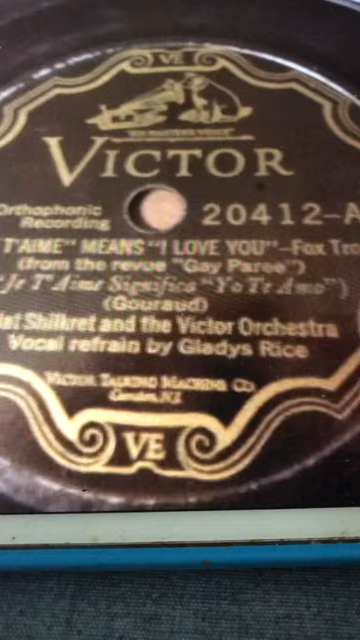 VE
"HIS MASTER'S VOICE"
VICTOR
Orthophonic
Recording
20412-A
T'AIME" MEANS "I LOVE YOU"-Fox Tro
(from the revue "Gay Paree")
"Je T'Aime Significa "Yo Te Amo")
(Gouraud)
Shilkret and the Victor Orchestra
Vocal refrain by Gladys Rice
VICTOR TALKING MACHINE CO.
Camden, N.J.
VE